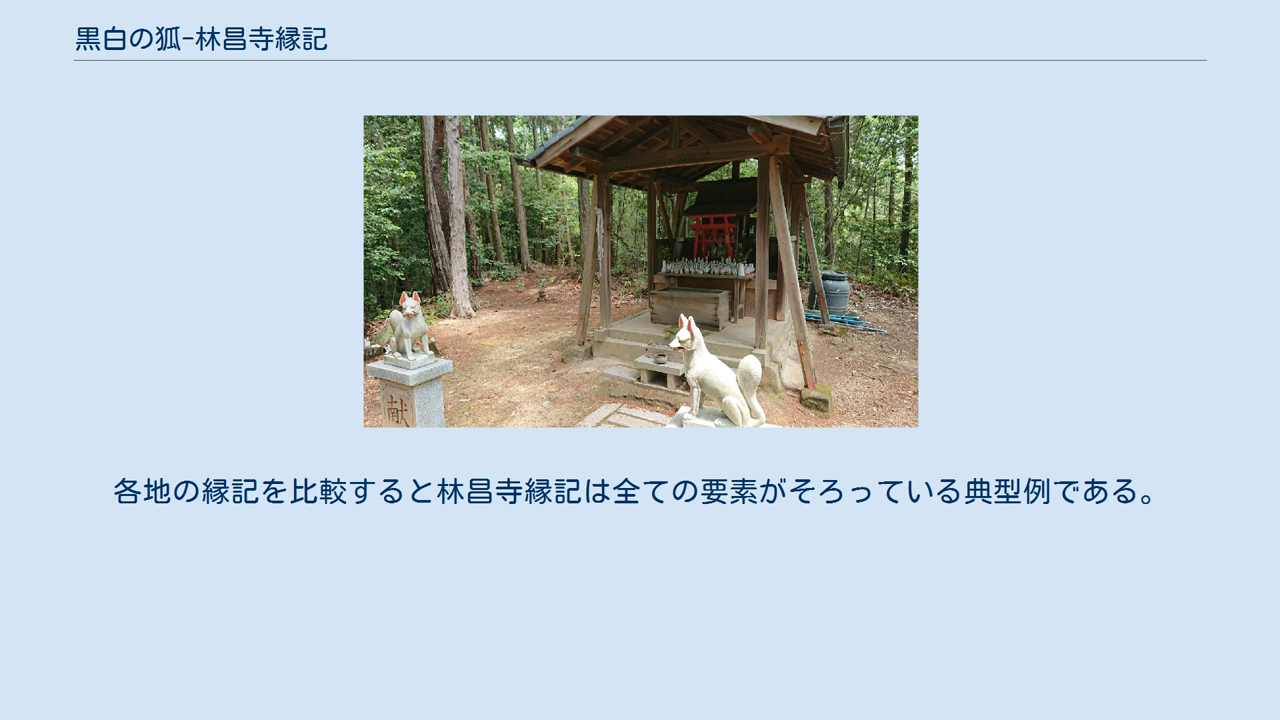 黒白の狐-林昌寺縁記
献
各地の縁記を比較すると林昌寺縁記は全ての要素がそろっている典型例である。